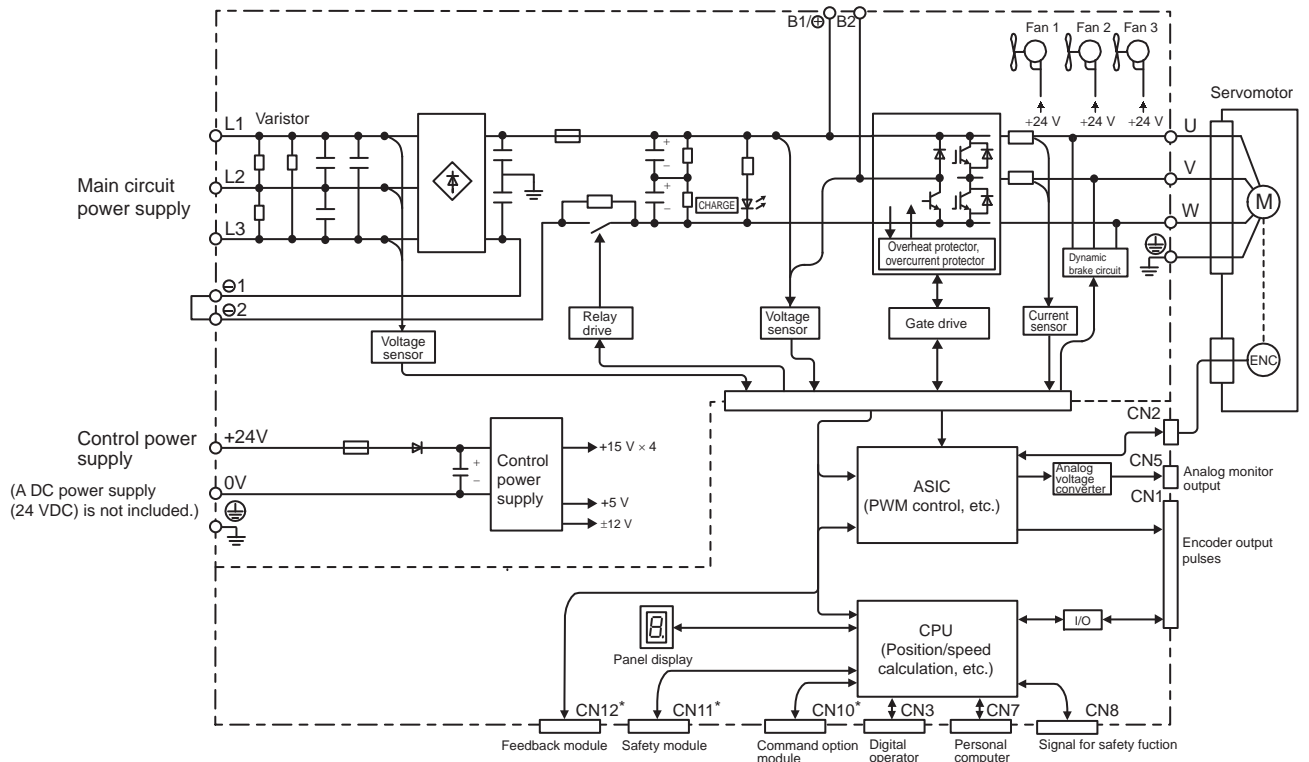 B1/⊕ B2
Fan 1 Fan 2 Fan 3
+24 V +24 V +24 V
Servomotor
L1
Varistor
U
L2
V
Main circuit
power supply
L3
W
M
+
−
+
−
CHARGE
Overheat protector,
overcurrent protector
Dynamic
brake circuit
⊖1
⊖2
Voltage
sensor
Relay
drive
Voltage
sensor
Gate drive
Current
sensor
ENC
CN2
Control power
supply
+24V
+
−
0V
(A DC power supply
(24 VDC) is not included.)
Control
power
supply
+15 V × 4
+5 V
±12 V
ASIC
(PWM control, etc.)
Analog
voltage
converter
CN5
Analog monitor
output
CN1
Encoder output
pulses
8.
Panel display
CPU
(Position/speed
calculation, etc.)
I/O
CN12* CN11* CN10* CN3 CN7 CN8
Feedback module
Safety module
Command option
module
Digital
operator
Personal
computer
Signal for safety fuction